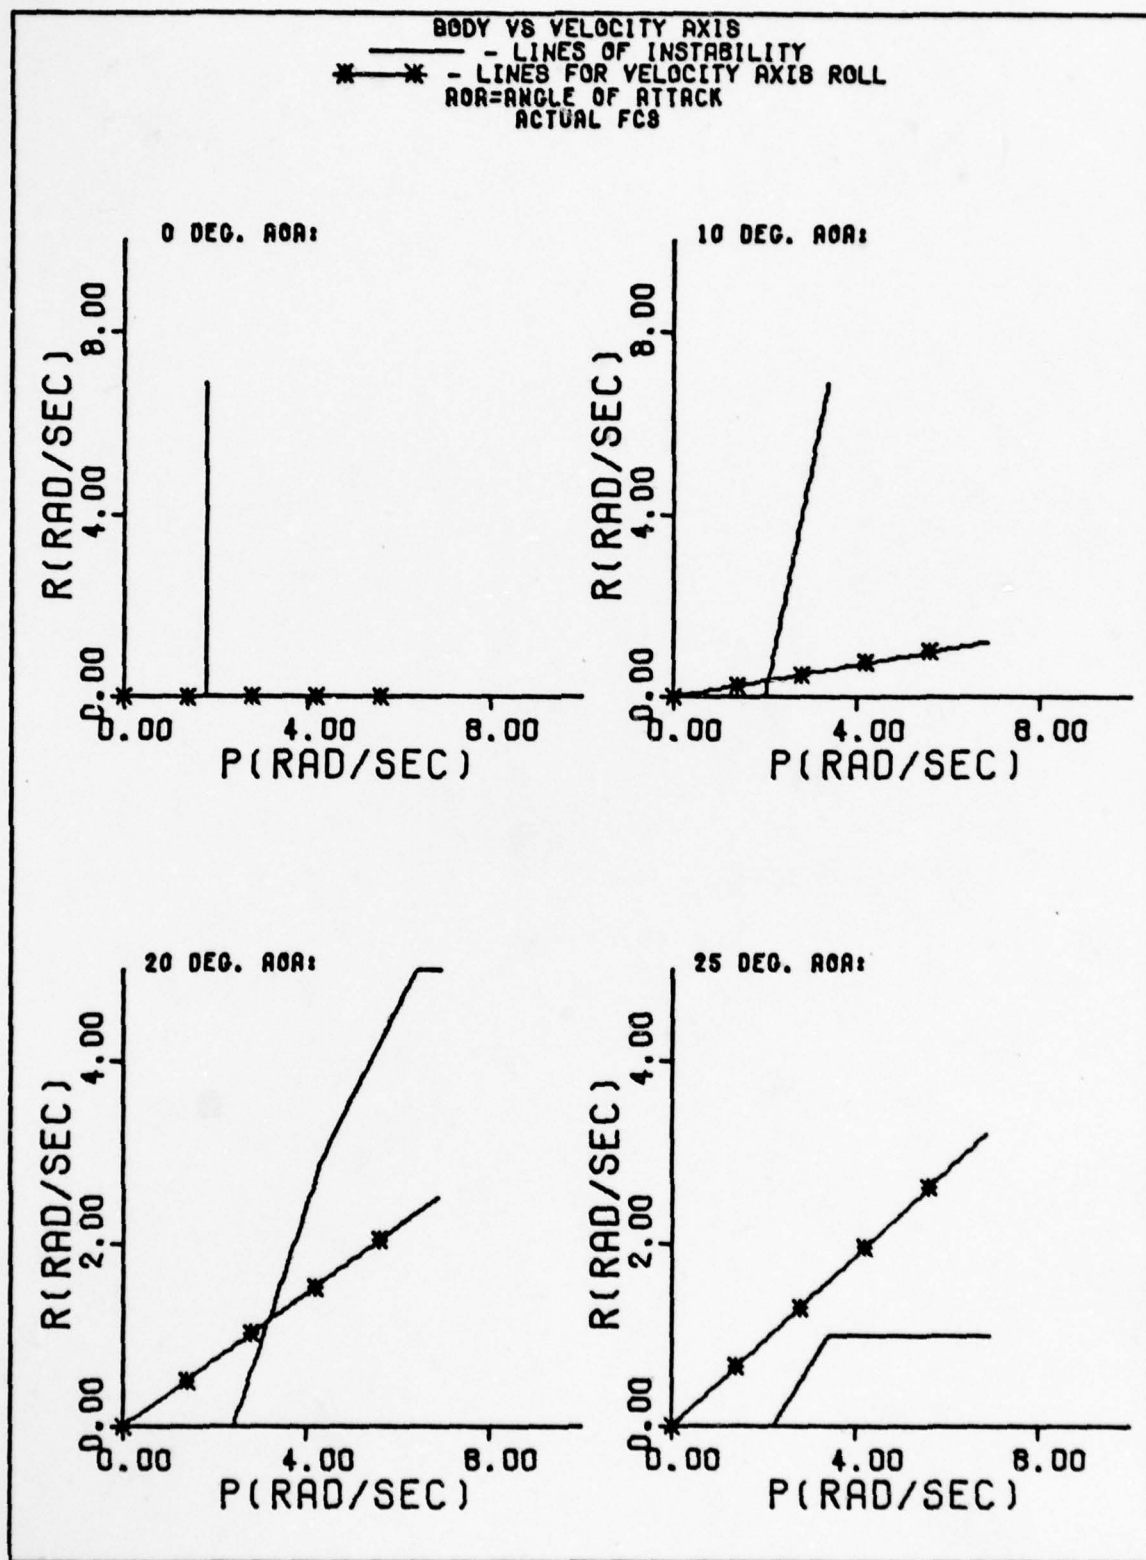 BODY VS VELOCITY AXIS
- LINES OF INSTABILITY
- LINES FOR VELOCITY AXIS ROLL
AOA=ANGLE OF ATTACK
ACTUAL FCS
0 DEG. AOA:
R(RAD/SEC)
8.00
4.00
0.00
0.00 4.00 8.00
P(RAD/SEC)
10 DEG. AOA:
R(RAD/SEC)
8.00
4.00
0.00
0.00 4.00 8.00
P(RAD/SEC)
20 DEG. AOA:
R(RAD/SEC)
4.00
2.00
0.00
0.00 4.00 8.00
P(RAD/SEC)
25 DEG. AOA:
R(RAD/SEC)
4.00
2.00
0.00
0.00 4.00 8.00
P(RAD/SEC)